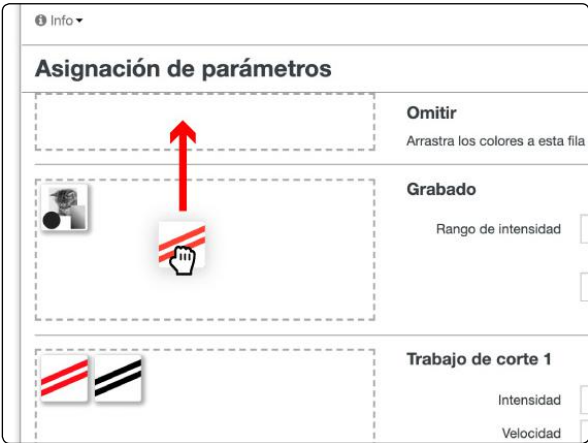 Info
Asignación de parámetros
Omitir
Arrastra los colores a esta fila
Grabado
Rango de intensidad
Trabajo de corte 1
Intensidad
Velocidad